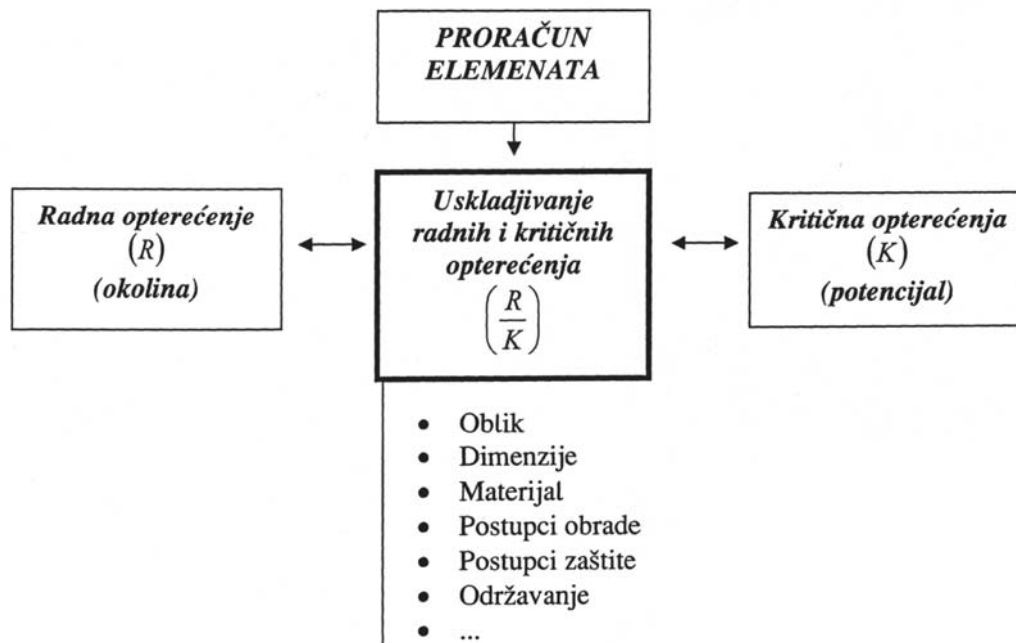 PRORAČUN
ELEMENATA
Radna opterećenje
(R)
(okolina)
Uskladjivanje
radnih i kritičnih
opterećenja
(R/K)
Kritična opterećenja
(K)
(potencijal)
• Oblik
• Dimenzije
• Materijal
• Postupci obrade
• Postupci zaštite
• Održavanje
• ...